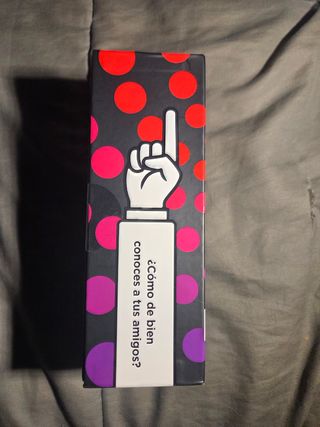 ¿Cómo de bien
conoces a tus amigos?